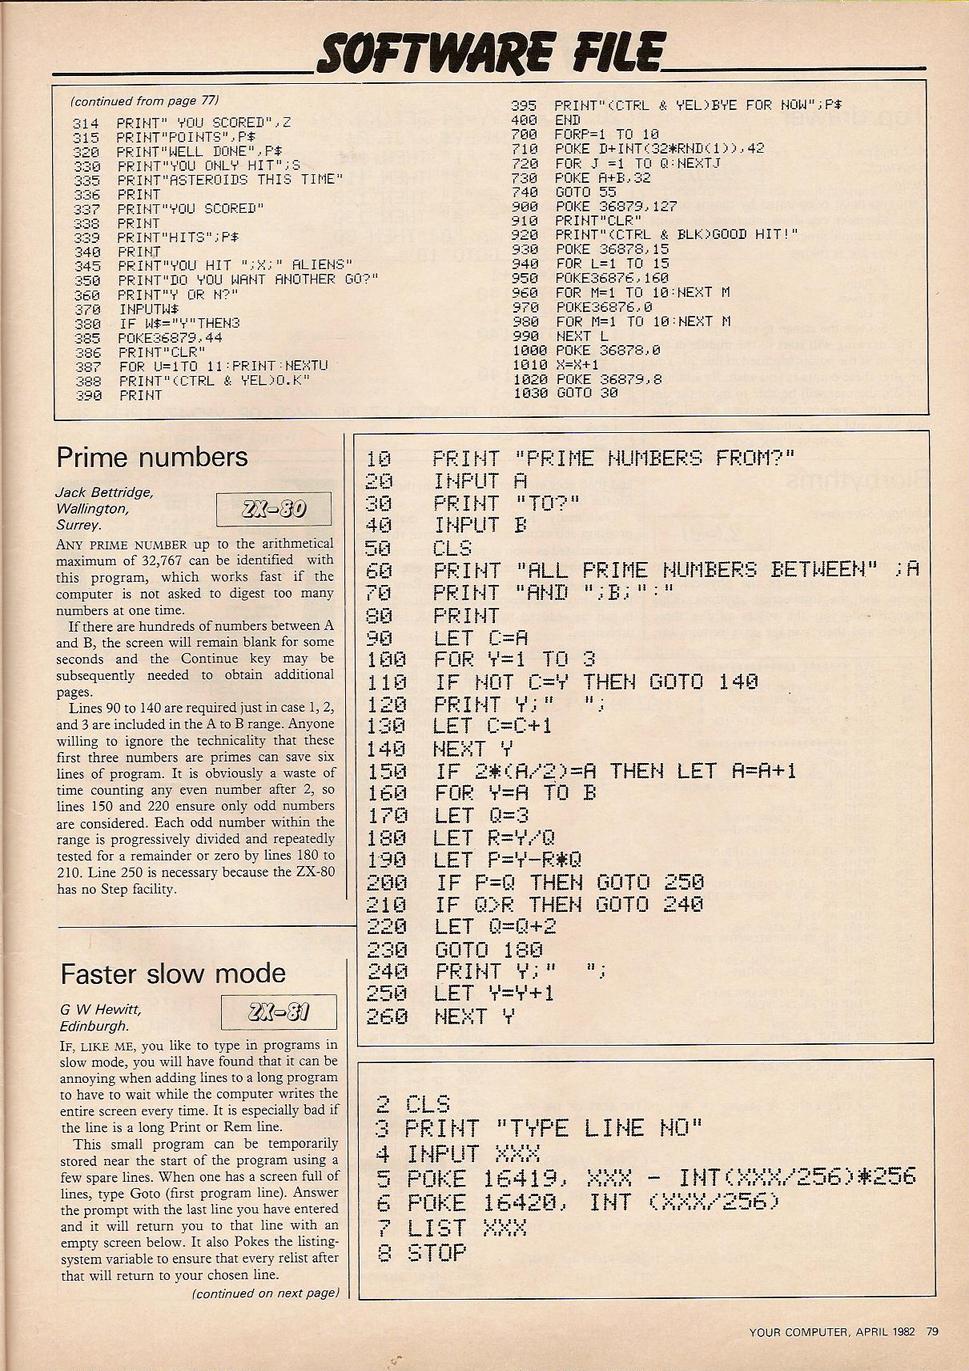 SOFTWARE FILE
(continued from page 77)
314 PRINT" YOU SCORED",Z
315 PRINT"POINTS",P$
320 PRINT"WELL DONE",P$
330 PRINT"YOU ONLY HIT";S
335 PRINT"ASTEROIDS THIS TIME"
336 PRINT
337 PRINT"YOU SCORED"
338 PRINT
339 PRINT"HITS";P$
340 PRINT
345 PRINT"YOU HIT ";X;" ALIENS"
350 PRINT"DO YOU WANT ANOTHER GO?"
360 PRINT"Y OR N?"
370 INPUTW$
380 IF W$="Y"THEN3
385 POKE36879,44
386 PRINT"CLR"
387 FOR U=1TO 11:PRINT:NEXTU
388 PRINT"(CTRL & YEL)O.K"
390 PRINT
395 PRINT"(CTRL & YEL)BYE FOR NOW";P$
400 END
700 FORP=1 TO 10
710 POKE D+INT(32*RND(1)),42
720 FOR J =1 TO Q:NEXTJ
730 POKE A+B,32
740 GOTO 55
900 POKE 36879,127
910 PRINT"CLR"
920 PRINT"(CTRL & BLK)GOOD HIT!"
930 POKE 36878,15
940 FOR L=1 TO 15
950 POKE36876,160
960 FOR M=1 TO 10:NEXT M
970 POKE36876,0
980 FOR M=1 TO 10:NEXT M
990 NEXT L
1000 POKE 36878,0
1010 X=X+1
1020 POKE 36879,8
1030 GOTO 30
Prime numbers
Jack Bettridge,
Wallington,
Surrey.
ZX-80
ANY PRIME NUMBER up to the arithmetical
maximum of 32,767 can be identified with
this program, which works fast if the
computer is not asked to digest too many
numbers at one time.
If there are hundreds of numbers between A
and B, the screen will remain blank for some
seconds and the Continue key may be
subsequently needed to obtain additional
pages.
Lines 90 to 140 are required just in case 1, 2,
and 3 are included in the A to B range. Anyone
willing to ignore the technicality that these
first three numbers are primes can save six
lines of program. It is obviously a waste of
time counting any even number after 2, so
lines 150 and 220 ensure only odd numbers
are considered. Each odd number within the
range is progressively divided and repeatedly
tested for a remainder or zero by lines 180 to
210. Line 250 is necessary because the ZX-80
has no Step facility.
10 PRINT "PRIME NUMBERS FROM?"
20 INPUT A
30 PRINT "TO?"
40 INPUT B
50 CLS
60 PRINT "ALL PRIME NUMBERS BETWEEN" ;A
70 PRINT "AND ";B;":"
80 PRINT
90 LET C=A
100 FOR Y=1 TO 3
110 IF NOT C=Y THEN GOTO 140
120 PRINT Y;" ";
130 LET C=C+1
140 NEXT Y
150 IF 2*(A/2)=A THEN LET A=A+1
160 FOR Y=A TO B
170 LET Q=3
180 LET R=Y/Q
190 LET P=Y-R*Q
200 IF P=Q THEN GOTO 250
210 IF Q>R THEN GOTO 240
220 LET Q=Q+2
230 GOTO 180
240 PRINT Y;" ";
250 LET Y=Y+1
260 NEXT Y
Faster slow mode
G W Hewitt,
Edinburgh.
ZX-81
IF, LIKE ME, you like to type in programs in
slow mode, you will have found that it can be
annoying when adding lines to a long program
to have to wait while the computer writes the
entire screen every time. It is especially bad if
the line is a long Print or Rem line.
This small program can be temporarily
stored near the start of the program using a
few spare lines. When one has a screen full of
lines, type Goto (first program line). Answer
the prompt with the last line you have entered
and it will return you to that line with an
empty screen below. It also Pokes the listing-
system variable to ensure that every relist after
that will return to your chosen line.
(continued on next page)
2 CLS
3 PRINT "TYPE LINE NO"
4 INPUT XXX
5 POKE 16419, XXX - INT(XXX/256)*256
6 POKE 16420, INT (XXX/256)
7 LIST XXX
8 STOP
YOUR COMPUTER, APRIL 1982 79